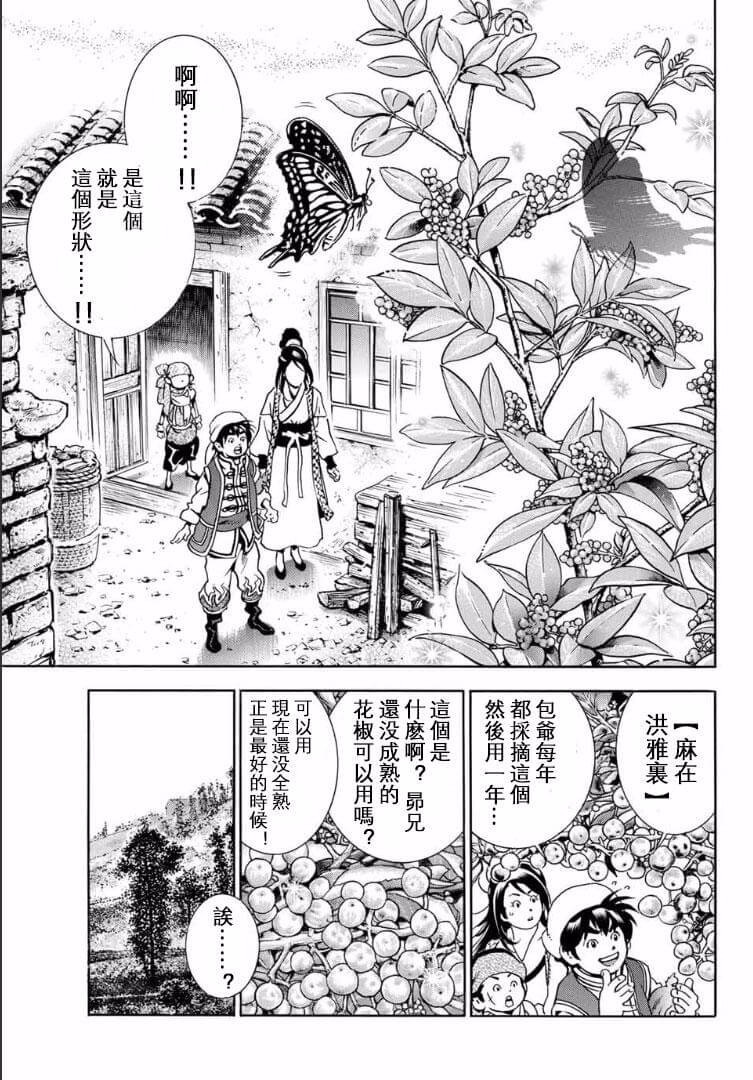 啊啊……!!
是這個
就是
這個形狀……!!
【麻在
洪雅裏】
包爺每年
都採摘這個
然後用一年…
這個是
什麽啊？昴兄
還没成熟的
花椒可以用嗎？
可以用
現在還没全熟
正是最好的時候！
誒……？